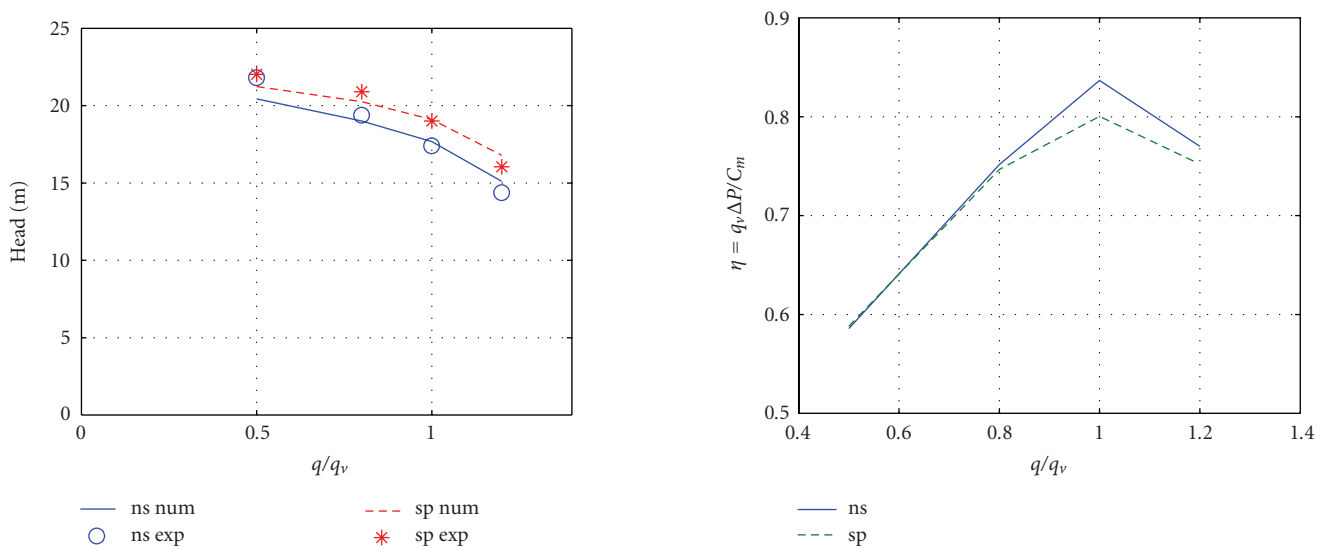 25
20
15
10
5
0
Head (m)
0
0.5
1
q/qᵥ
ns num
ns exp
sp num
sp exp
0.9
0.8
0.7
0.6
0.5
η = qᵥΔP/Cₘ
0.4
0.6
0.8
1
1.2
1.4
q/qᵥ
ns
sp